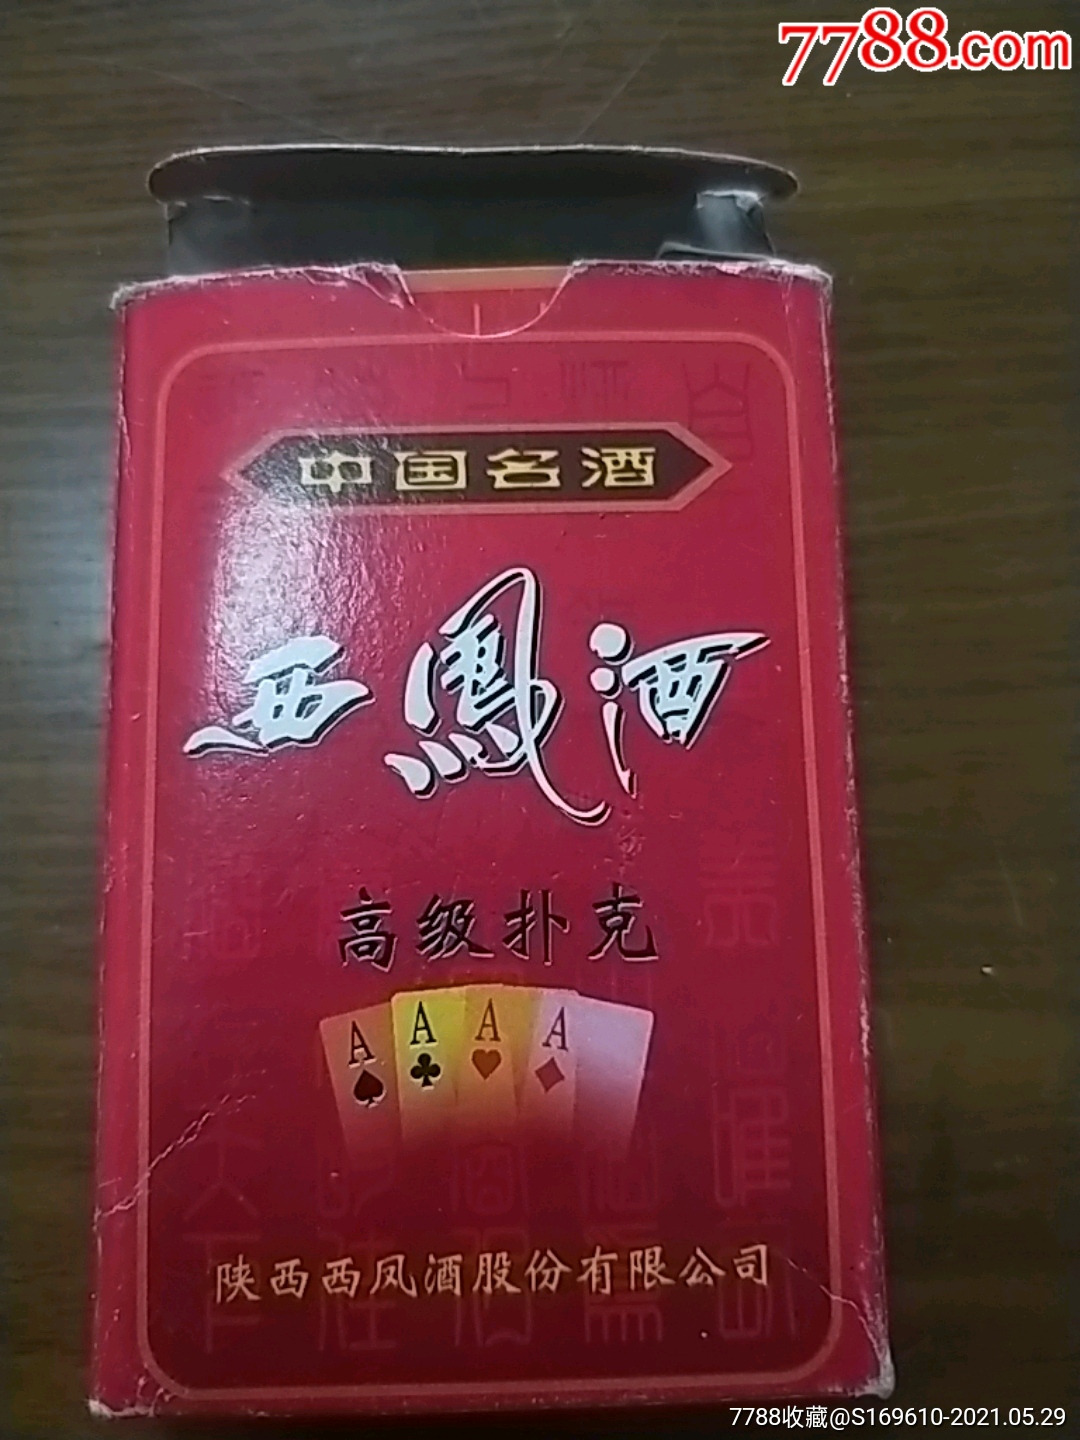 7788.com
中国名酒
西鳳酒
高级扑克
A A A A
陕西西凤酒股份有限公司
7788收藏@S169610-2021.05.29